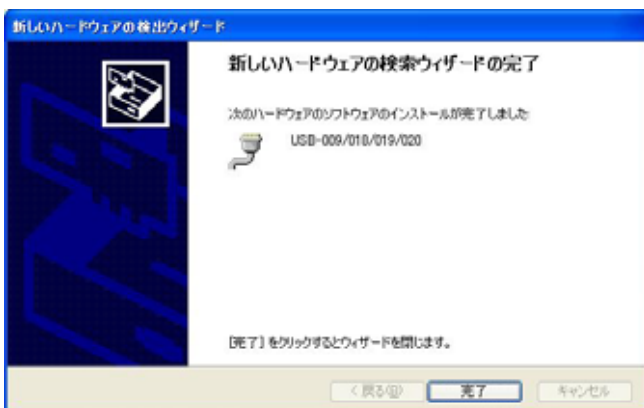 新しいハードウェアの検出ウィザード
新しいハードウェアの検索ウィザードの完了
次のハードウェアのソフトウェアのインストールが完了しました
USB-009/010/019/020
[完了] をクリックするとウィザードを閉じます。
< 戻る(B)
完了
キャンセル